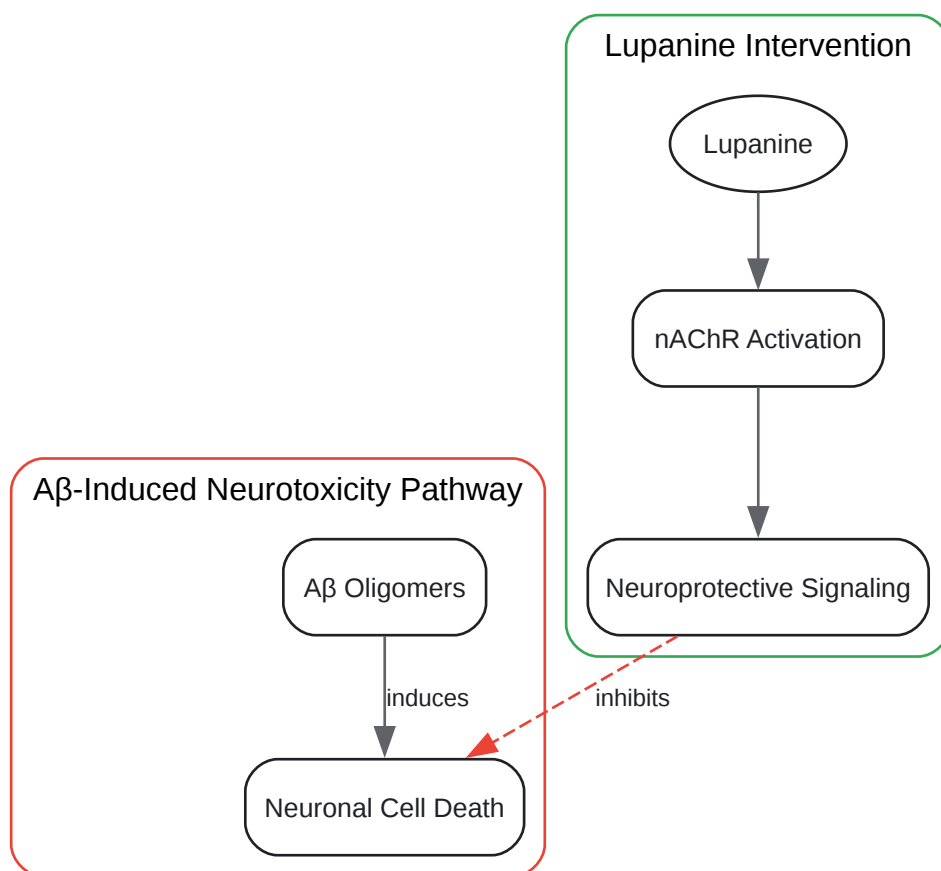 Lupanine Intervention
Lupanine
nAChR Activation
Neuroprotective Signaling
Aβ-Induced Neurotoxicity Pathway
Aβ Oligomers
induces
inhibits
Neuronal Cell Death